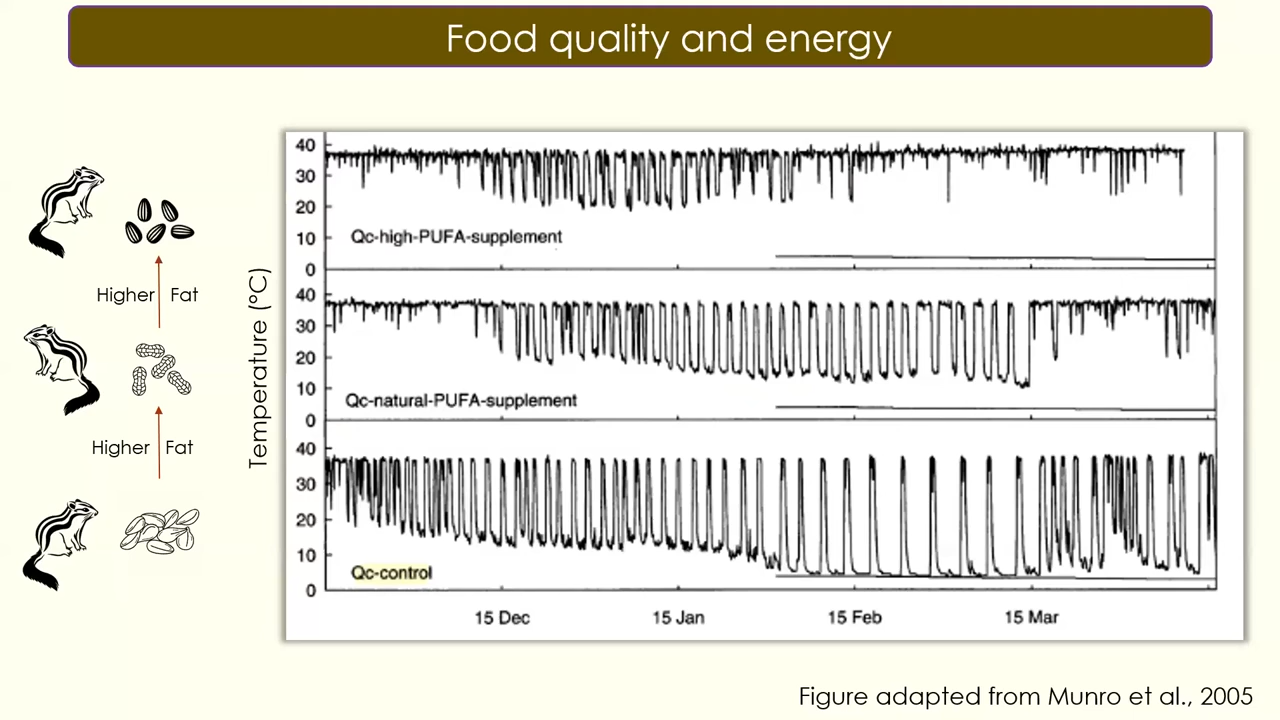 Food quality and energy
Higher Fat
Higher Fat
Temperature (°C)
40
30
20
10
0
Qc-high-PUFA-supplement
40
30
20
10
0
Qc-natural-PUFA-supplement
40
30
20
10
0
Qc-control
15 Dec 15 Jan 15 Feb 15 Mar
Figure adapted from Munro et al., 2005